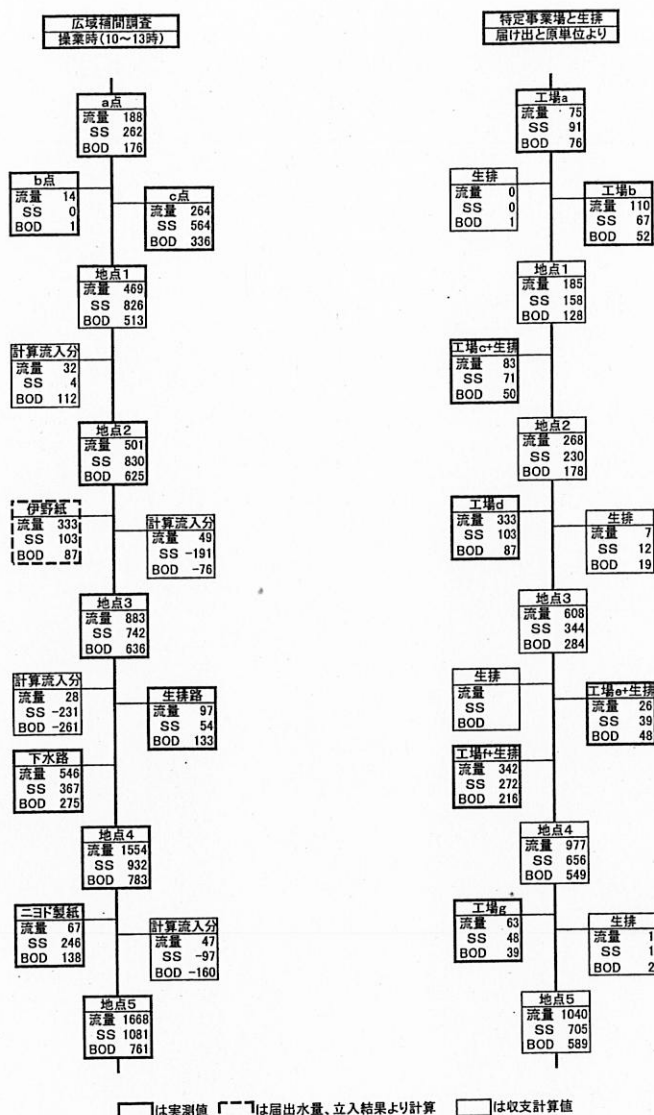 広域補間調査
操業時(10～13時)
a点
流量 188
SS 262
BOD 176
b点
流量 14
SS 0
BOD 1
c点
流量 264
SS 564
BOD 336
地点1
流量 469
SS 826
BOD 513
計算流入分
流量 32
SS 4
BOD 112
地点2
流量 501
SS 830
BOD 625
伊野紙
流量 333
SS 103
BOD 87
計算流入分
流量 49
SS -191
BOD -76
地点3
流量 883
SS 742
BOD 636
計算流入分
流量 28
SS -231
BOD -261
生排路
流量 97
SS 54
BOD 133
下水路
流量 546
SS 367
BOD 275
地点4
流量 1554
SS 932
BOD 783
ニヨド製紙
流量 67
SS 246
BOD 138
計算流入分
流量 47
SS -97
BOD -160
地点5
流量 1668
SS 1081
BOD 761
特定事業場と生排
届け出と原単位より
工場a
流量 75
SS 91
BOD 76
生排
流量 0
SS 0
BOD 1
工場b
流量 110
SS 67
BOD 52
地点1
流量 185
SS 158
BOD 128
工場c+生排
流量 83
SS 71
BOD 50
地点2
流量 268
SS 230
BOD 178
工場d
流量 333
SS 103
BOD 87
生排
流量 7
SS 12
BOD 19
地点3
流量 608
SS 344
BOD 284
生排
流量
SS
BOD
工場e+生排
流量 26
SS 39
BOD 48
工場f+生排
流量 342
SS 272
BOD 216
地点4
流量 977
SS 656
BOD 549
工場g
流量 63
SS 48
BOD 39
生排
流量 1
SS 1
BOD 2
地点5
流量 1040
SS 705
BOD 589
は実測値 は届出水量、立入結果より計算 は収支計算値